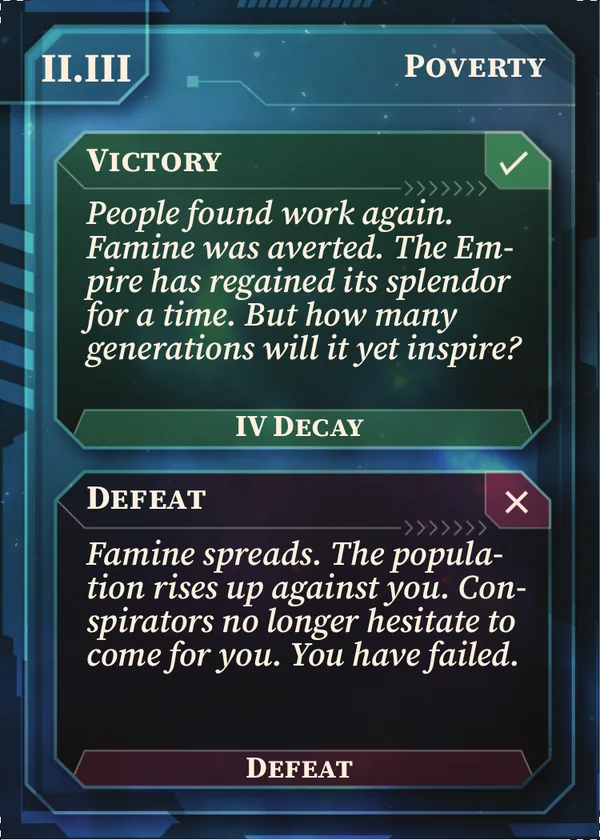 II.III
Poverty
Victory
People found work again.
Famine was averted. The Em-
pire has regained its splendor
for a time. But how many
generations will it yet inspire?
IV Decay
Defeat
Famine spreads. The popula-
tion rises up against you. Con-
spirators no longer hesitate to
come for you. You have failed.
Defeat